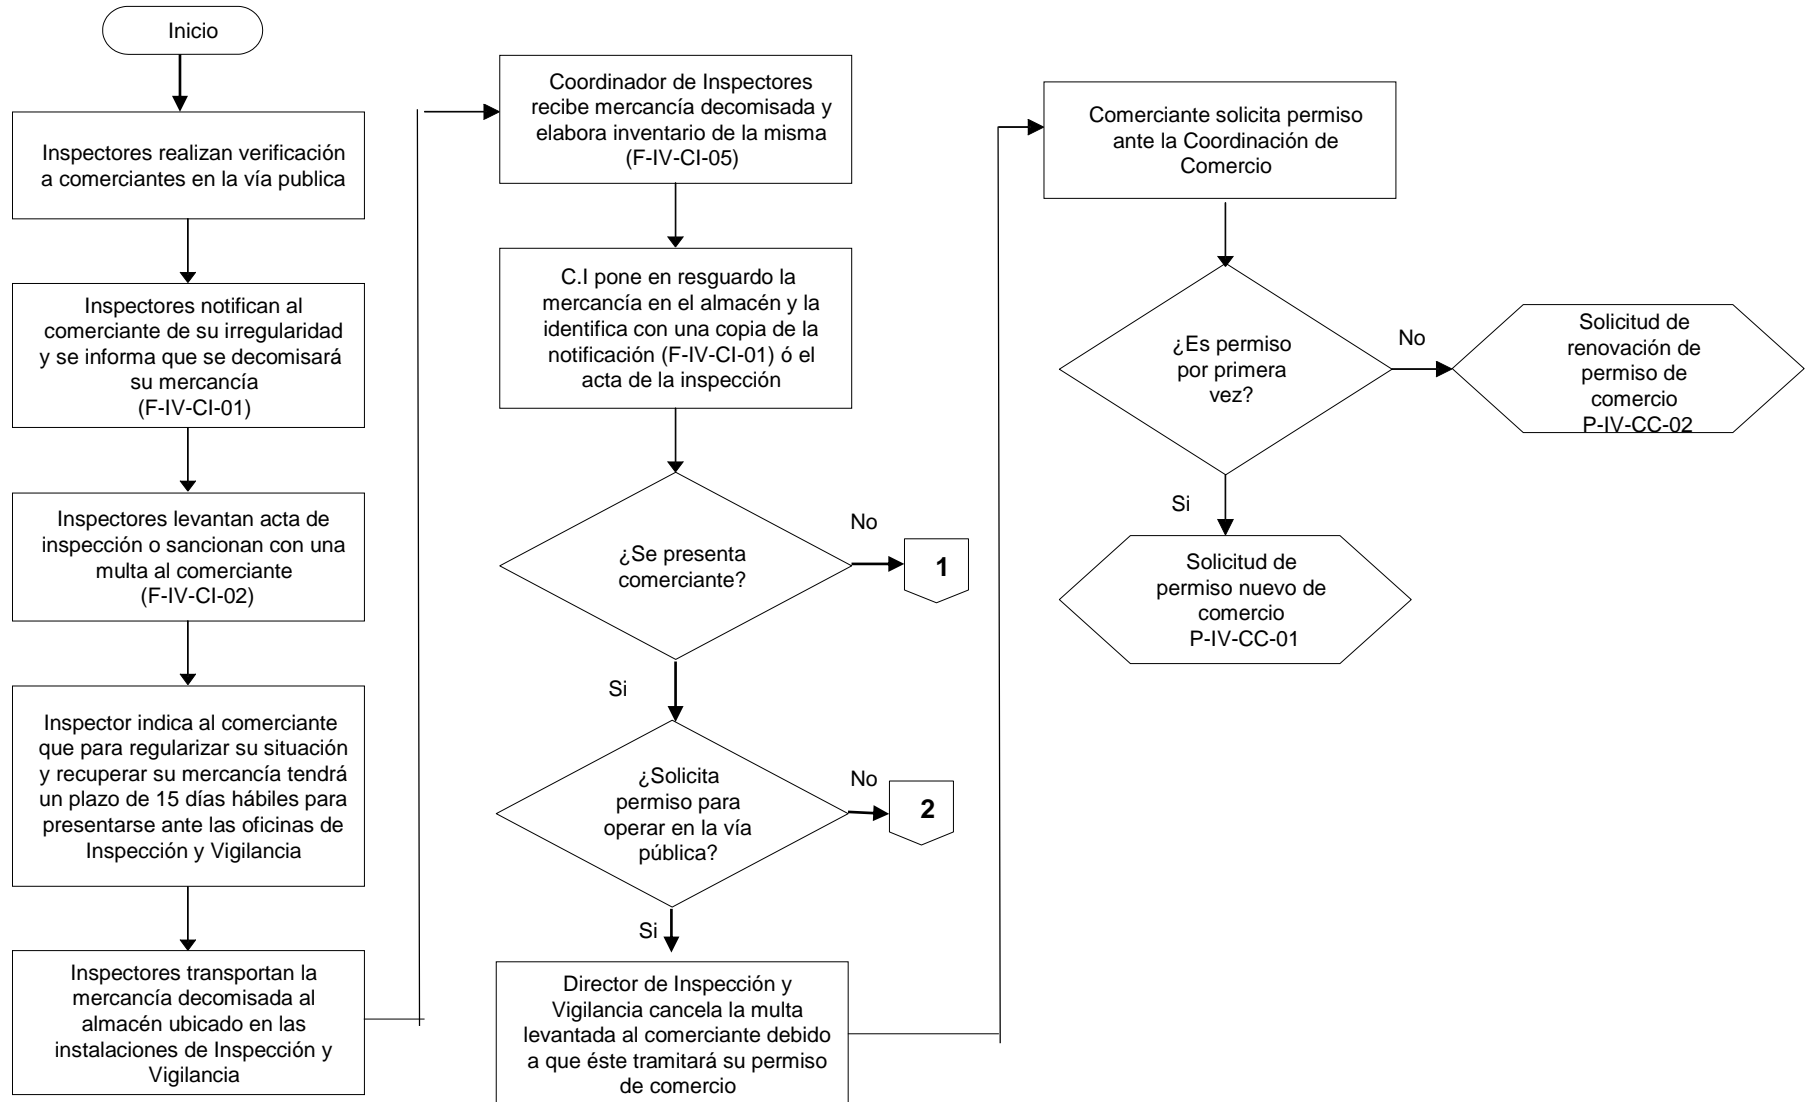 Inicio
Inspectores realizan verificación
a comerciantes en la vía publica
Inspectores notifican al
comerciante de su irregularidad
y se informa que se decomisará
su mercancía
(F-IV-CI-01)
Inspectores levantan acta de
inspección o sancionan con una
multa al comerciante
(F-IV-CI-02)
Inspector indica al comerciante
que para regularizar su situación
y recuperar su mercancía tendrá
un plazo de 15 días hábiles para
presentarse ante las oficinas de
Inspección y Vigilancia
Inspectores transportan la
mercancía decomisada al
almacén ubicado en las
instalaciones de Inspección y
Vigilancia
Coordinador de Inspectores
recibe mercancía decomisada y
elabora inventario de la misma
(F-IV-CI-05)
C.I pone en resguardo la
mercancía en el almacén y la
identifica con una copia de la
notificación (F-IV-CI-01) ó el
acta de la inspección
¿Se presenta
comerciante?
No
1
Si
¿Solicita
permiso para
operar en la vía
pública?
No
2
Si
Director de Inspección y
Vigilancia cancela la multa
levantada al comerciante debido
a que éste tramitará su permiso
de comercio
Comerciante solicita permiso
ante la Coordinación de
Comercio
¿Es permiso
por primera
vez?
No
Solicitud de
renovación de
permiso de
comercio
P-IV-CC-02
Si
Solicitud de
permiso nuevo de
comercio
P-IV-CC-01